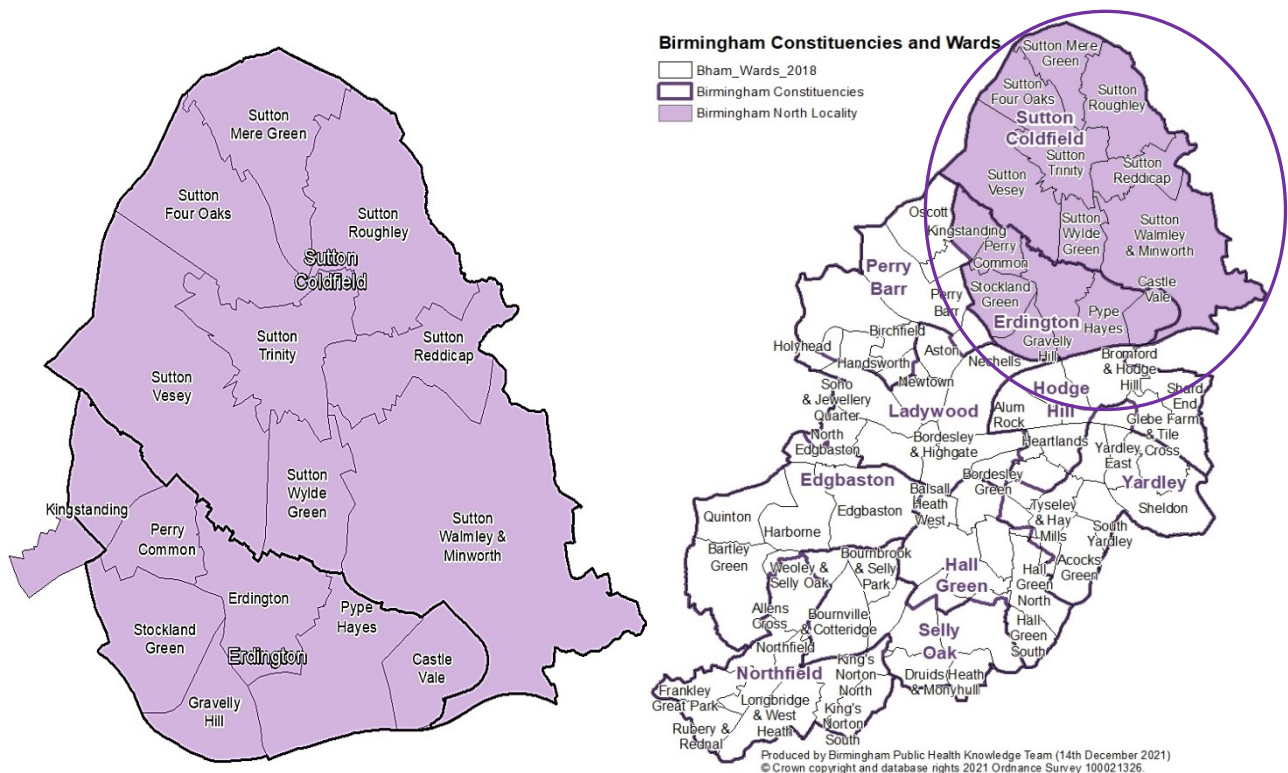 Sutton
Mere Green
Sutton
Four Oaks
Sutton
Roughley
Sutton
Coldfield
Sutton
Trinity
Sutton
Reddicap
Sutton
Vesey
Sutton
Wylde
Green
Kingstanding
Perry
Common
Sutton
Walmley &
Minworth
Erdington
Pype
Hayes
Stockland
Green
Erdington
Castle
Vale
Gravelly
Hill
Birmingham Constituencies and Wards
Bham_Wards_2018
Birmingham Constituencies
Birmingham North Locality
Sutton Mere
Green
Sutton
Four Oaks
Sutton
Roughley
Sutton
Coldfield
Sutton
Trinity
Sutton
Reddicap
Sutton
Vesey
Oscott
Kingstanding
Sutton
Wylde
Green
Sutton
Walmley
& Minworth
Perry
Common
Perry
Barr
Stockland
Green
Castle
Vale
Perry
Barr
Pype
Hayes
Erdington
Birchfield
Gravelly
Hill
Holyhead
Handsworth
Aston
Nechells
Bromford
& Hodge
Hill
Newtown
Soho
& Jewellery
Quarter
Hodge
Hill
Shard
End
Ladywood
Alum
Rock
Glebe Farm
& Tile
Cross
North
Edgbaston
Bordesley
& Highgate
Heartlands
Yardley
East
Edgbaston
Bordesley
Green
Yardley
Balsall
Heath
West
Quinton
Edgbaston
Harborne
Tyseley
& Hay
Mills
Sheldon
South
Yardley
Bartley
Green
Bournbrook
& Selly
Park
Weoley &
Selly Oak
Hall
Green
Acocks
Green
Hall
Green
North
Allens
Cross
Bournville
& Cotteridge
Hall
Green
South
Selly
Oak
Northfield
Northfield
King's
Norton
North
Druids Heath
& Monyhull
Frankley
Great Park
Longbridge
& West
Heath
King's
Norton
South
Rubery &
Rednal
Produced by Birmingham Public Health Knowledge Team (14th December 2021)
© Crown copyright and database rights 2021 Ordnance Survey 100021326.